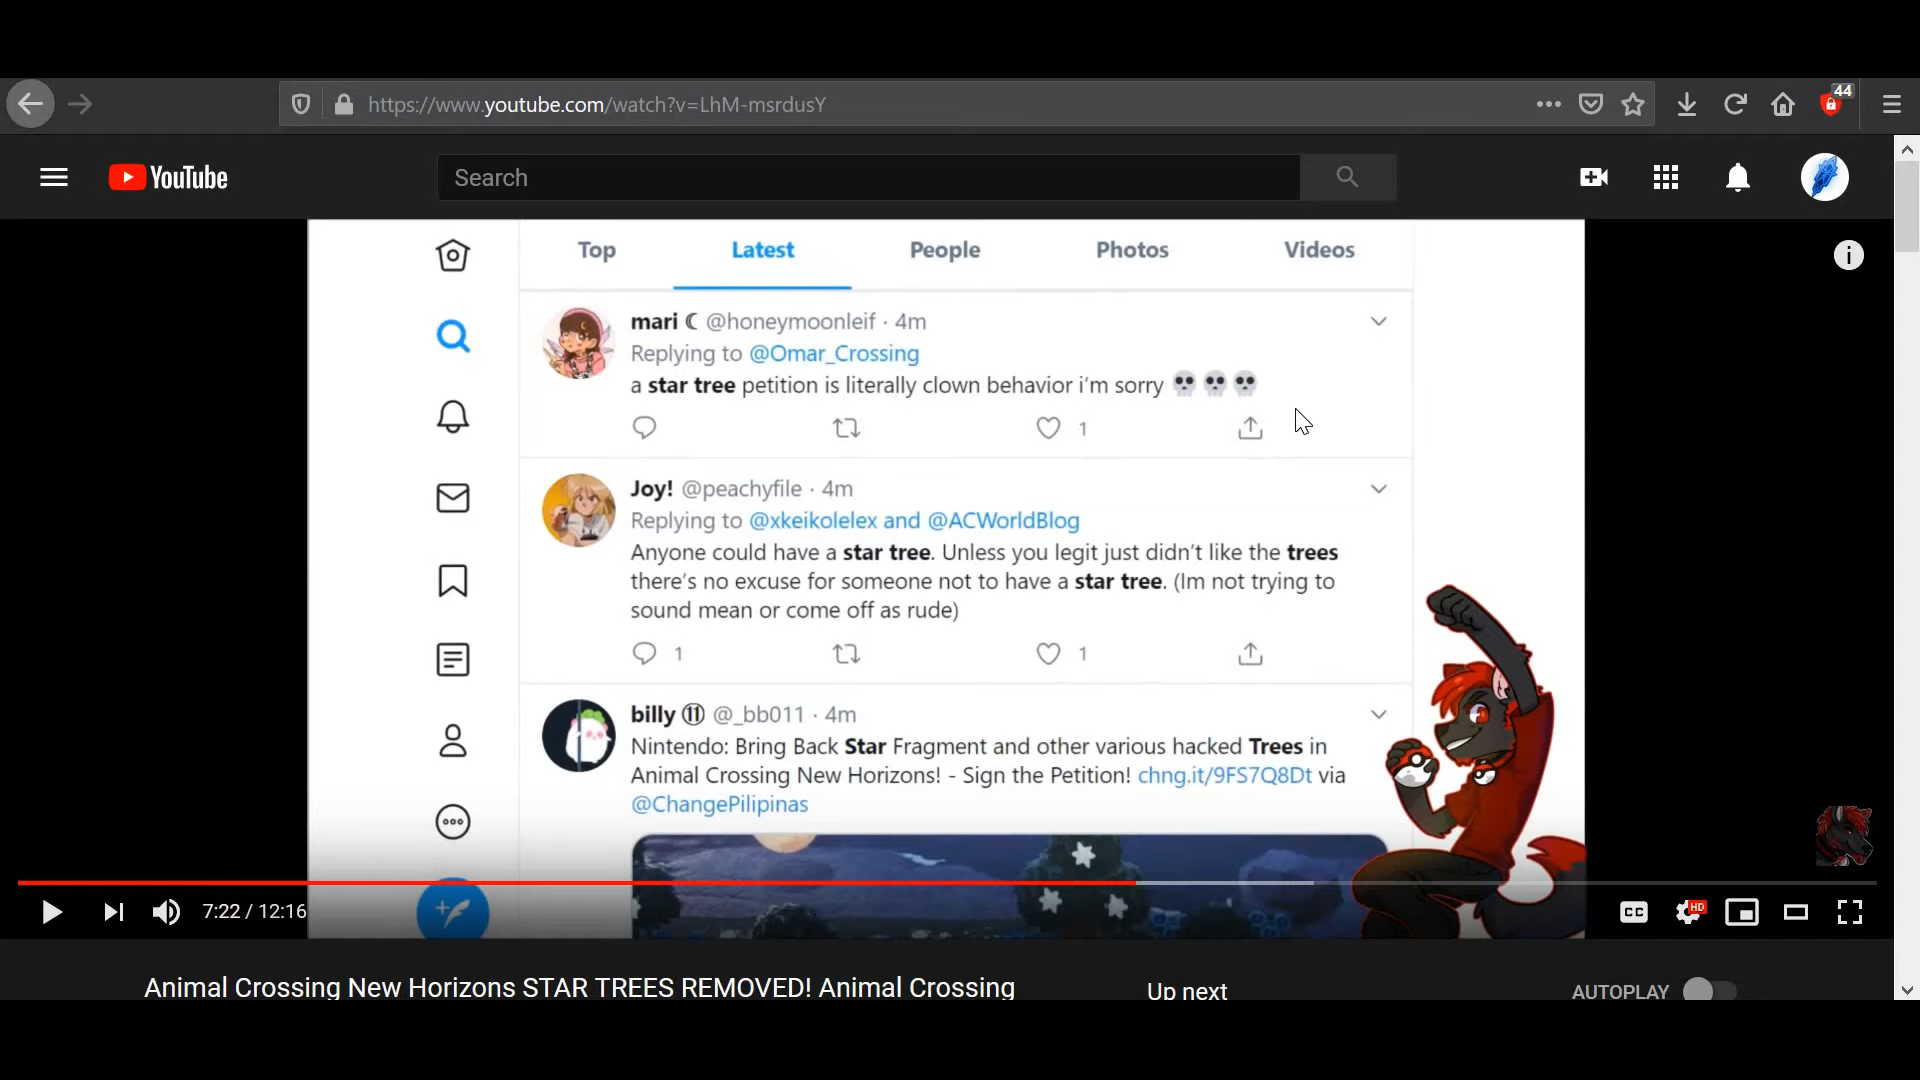 https://www.youtube.com/watch?v=LhM-msrdusY
44
YouTube
Search
Top
Latest
People
Photos
Videos
mari ☾ @honeymoonleif · 4m
Replying to @Omar_Crossing
a star tree petition is literally clown behavior i'm sorry 💀💀💀
1
Joy! @peachyfile · 4m
Replying to @xkeikolelex and @ACWorldBlog
Anyone could have a star tree. Unless you legit just didn't like the trees
there's no excuse for someone not to have a star tree. (Im not trying to
sound mean or come off as rude)
1
1
billy ⑪ @_bb011 · 4m
Nintendo: Bring Back Star Fragment and other various hacked Trees in
Animal Crossing New Horizons! - Sign the Petition! chng.it/9FS7Q8Dt via
@ChangePilipinas
7:22 / 12:16
CC
HD
Animal Crossing New Horizons STAR TREES REMOVED! Animal Crossing
Up next
AUTOPLAY